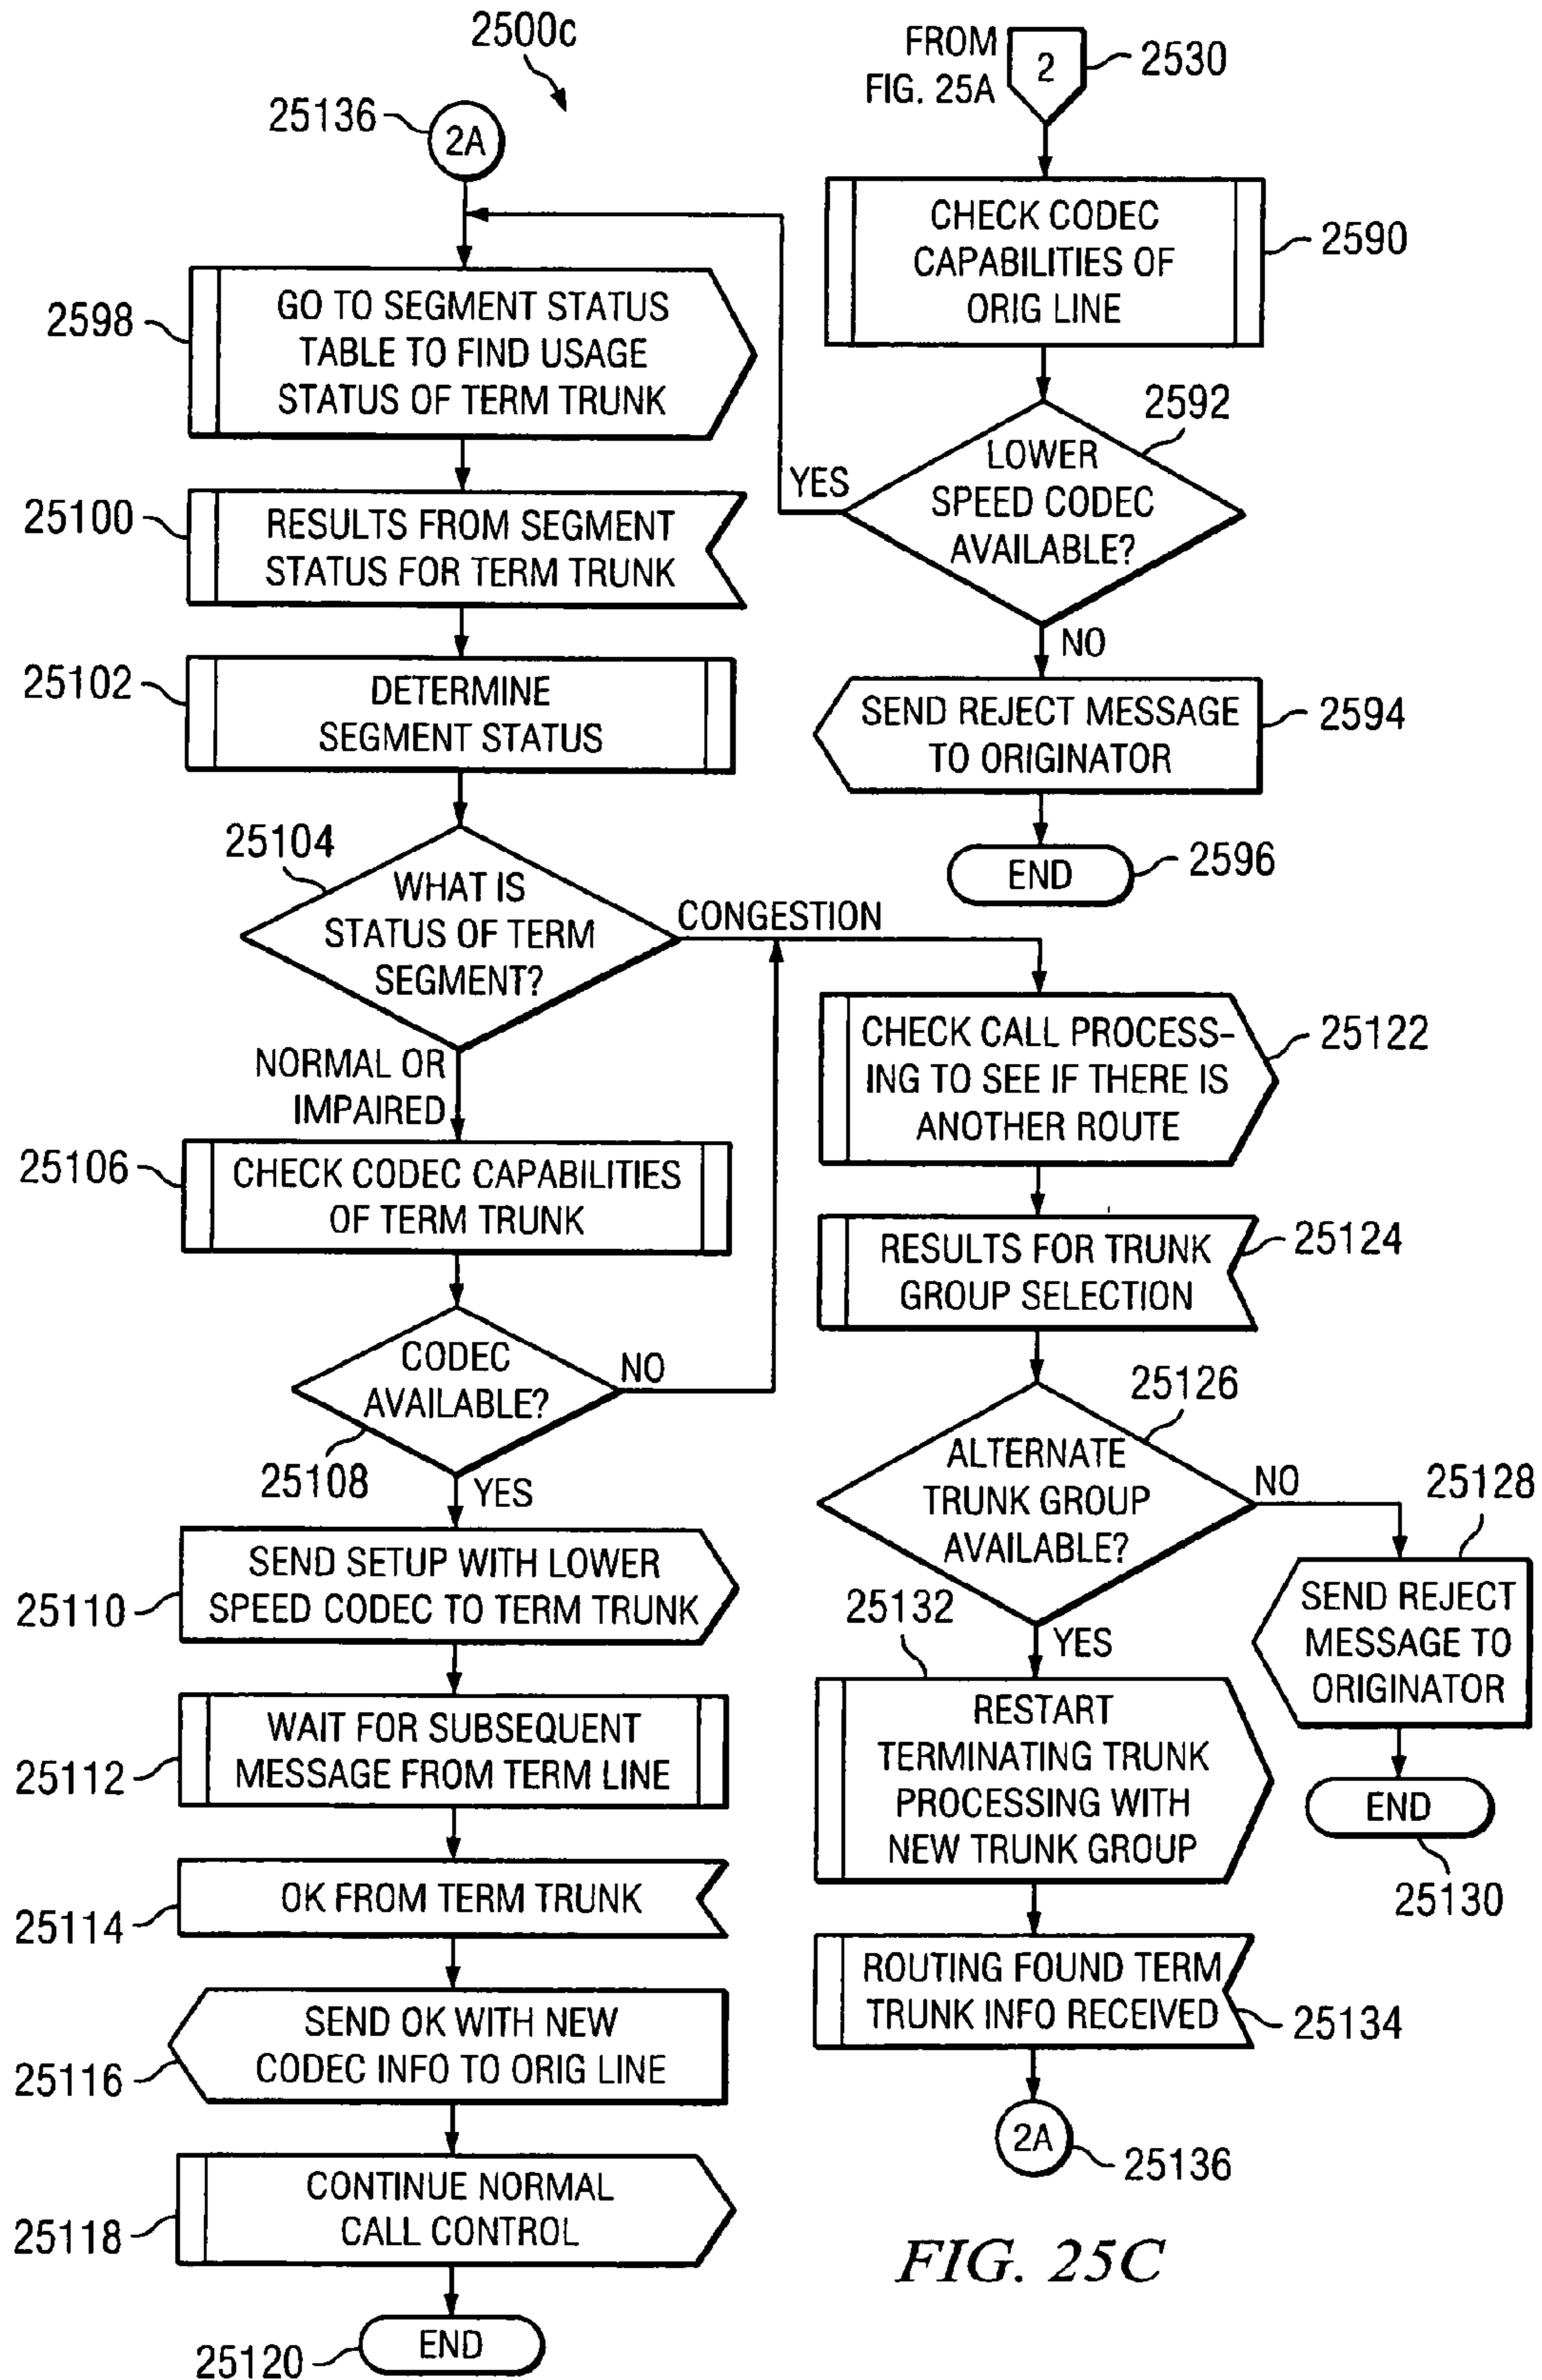 2500c
25136
2A
2598
GO TO SEGMENT STATUS
TABLE TO FIND USAGE
STATUS OF TERM TRUNK
25100
RESULTS FROM SEGMENT
STATUS FOR TERM TRUNK
25102
DETERMINE
SEGMENT STATUS
25104
WHAT IS
STATUS OF TERM
SEGMENT?
CONGESTION
NORMAL OR
IMPAIRED
25106
CHECK CODEC CAPABILITIES
OF TERM TRUNK
CODEC
AVAILABLE?
NO
25108
YES
25110
SEND SETUP WITH LOWER
SPEED CODEC TO TERM TRUNK
25112
WAIT FOR SUBSEQUENT
MESSAGE FROM TERM LINE
25114
OK FROM TERM TRUNK
25116
SEND OK WITH NEW
CODEC INFO TO ORIG LINE
25118
CONTINUE NORMAL
CALL CONTROL
25120
END
FROM
FIG. 25A
2
2530
CHECK CODEC
CAPABILITIES OF
ORIG LINE
2590
2592
LOWER
SPEED CODEC
AVAILABLE?
YES
NO
SEND REJECT MESSAGE
TO ORIGINATOR
2594
END
2596
CHECK CALL PROCESS-
ING TO SEE IF THERE IS
ANOTHER ROUTE
25122
RESULTS FOR TRUNK
GROUP SELECTION
25124
25126
ALTERNATE
TRUNK GROUP
AVAILABLE?
NO
25128
SEND REJECT
MESSAGE TO
ORIGINATOR
END
25130
YES
25132
RESTART
TERMINATING TRUNK
PROCESSING WITH
NEW TRUNK GROUP
ROUTING FOUND TERM
TRUNK INFO RECEIVED
25134
2A
25136
FIG. 25C